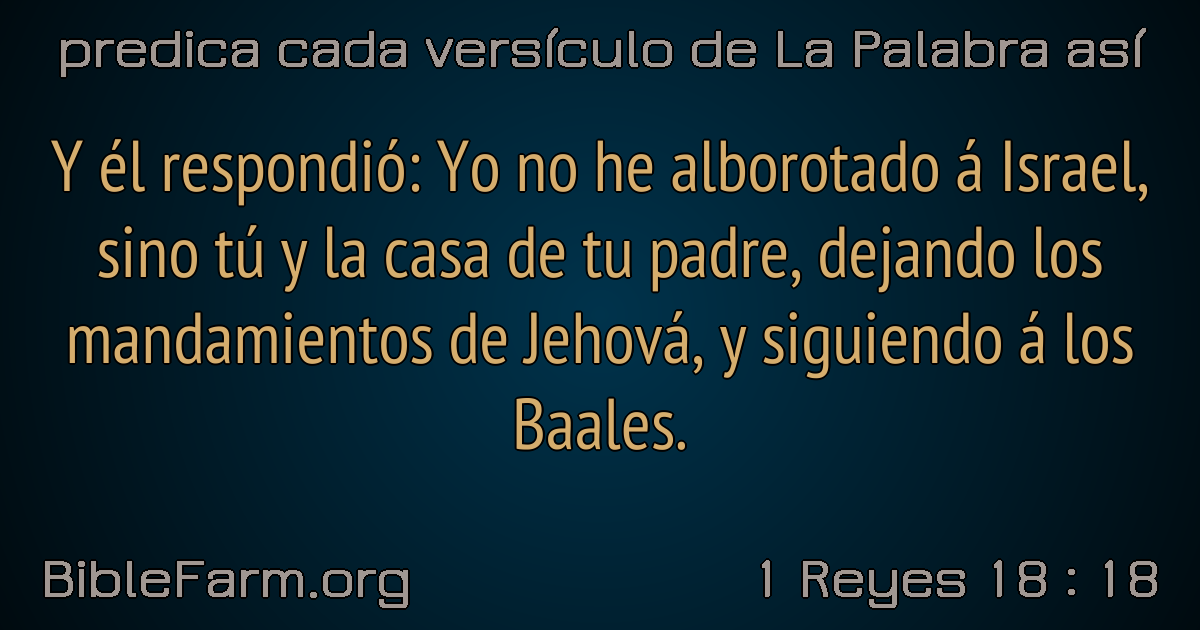 predica cada versículo de La Palabra así
Y él respondió: Yo no he alborotado á Israel,
sino tú y la casa de tu padre, dejando los
mandamientos de Jehová, y siguiendo á los
Baales.
BibleFarm.org
1 Reyes 18 : 18